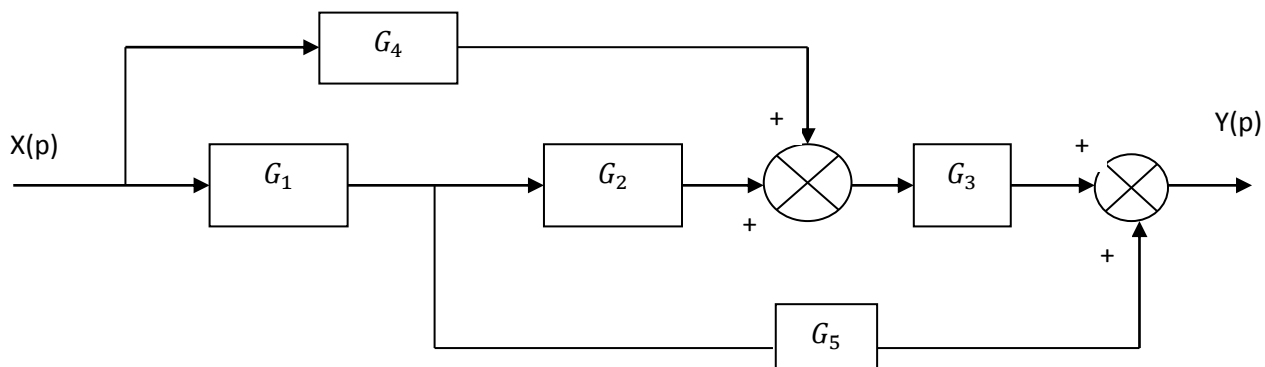 G₄
+
X(p)
G₁
G₂
+
G₃
+
Y(p)
+
G₅